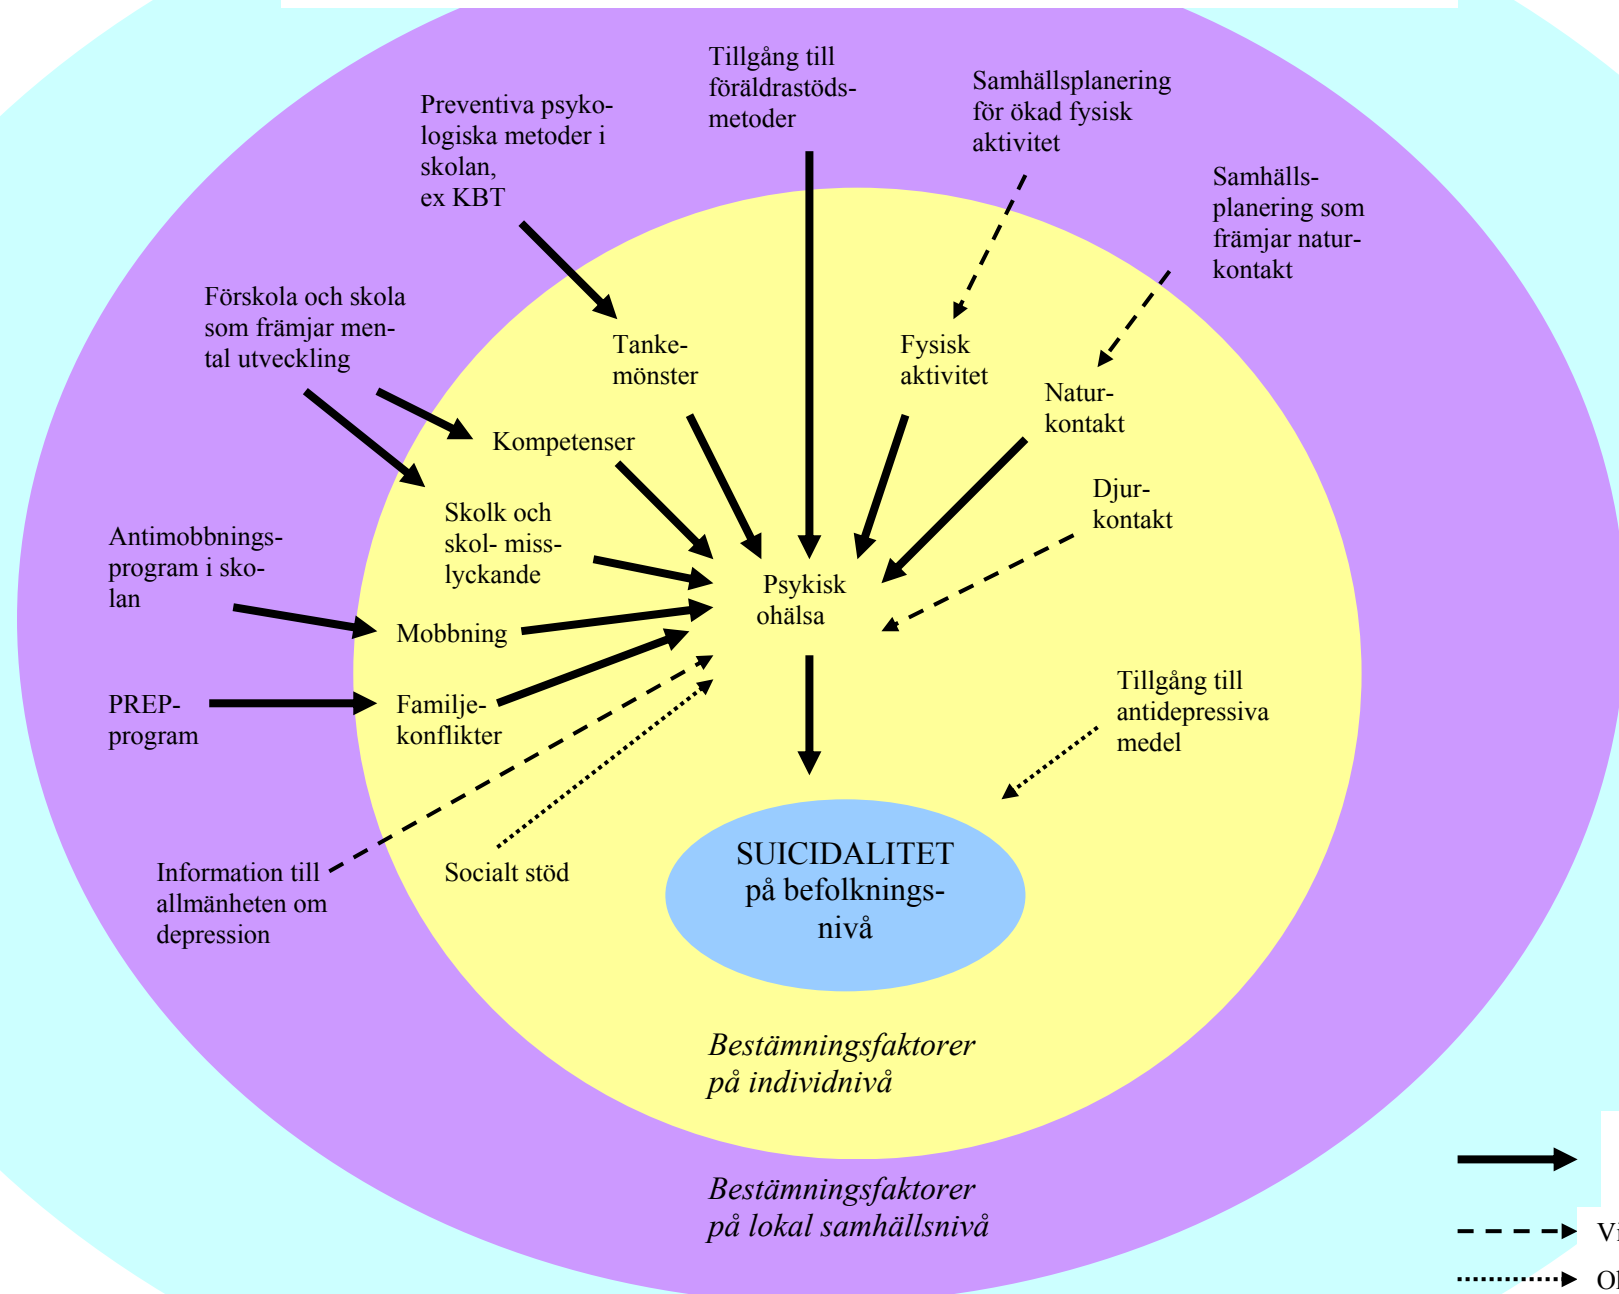 Tillgång till
föräldrastöds-
metoder
Samhällsplanering
för ökad fysisk
aktivitet
Preventiva psyko-
logiska metoder i
skolan,
ex KBT
Samhälls-
planering som
främjar natur-
kontakt
Förskola och skola
som främjar men-
tal utveckling
Tanke-
mönster
Fysisk
aktivitet
Natur-
kontakt
Kompetenser
Djur-
kontakt
Skolk och
skol- miss-
lyckande
Antimobbnings-
program i sko-
lan
Psykisk
ohälsa
Mobbning
PREP-
program
Familje-
konflikter
Tillgång till
antidepressiva
medel
Information till
allmänheten om
depression
Socialt stöd
SUICIDALITET
på befolknings-
nivå
Bestämningsfaktorer
på individnivå
Bestämningsfaktorer
på lokal samhällsnivå